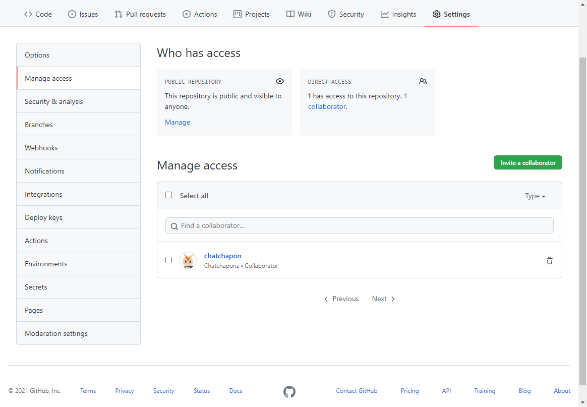 Code Issues Pull requests Actions Projects Wiki Security Insights Settings
Options
Manage access
Security & analysis
Branches
Webhooks
Notifications
Integrations
Deploy keys
Actions
Environments
Secrets
Pages
Moderation settings
Who has access
PUBLIC REPOSITORY
This repository is public and visible to
anyone.
Manage
DIRECT ACCESS
1 has access to this repository. 1
collaborator.
Manage access
Invite a collaborator
Select all
Type
Find a collaborator...
chatchapon
Chatchaponz • Collaborator
Previous Next
© 2021 GitHub, Inc. Terms Privacy Security Status Docs Contact GitHub Pricing API Training Blog About